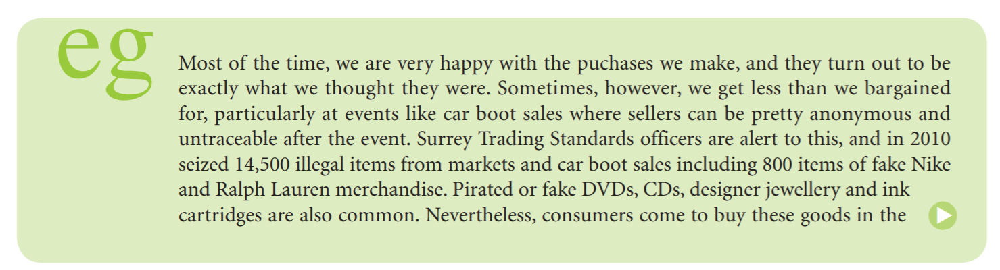 eg
Most of the time, we are very happy with the puchases we make, and they turn out to be
exactly what we thought they were. Sometimes, however, we get less than we bargained
for, particularly at events like car boot sales where sellers can be pretty anonymous and
untraceable after the event. Surrey Trading Standards officers are alert to this, and in 2010
seized 14,500 illegal items from markets and car boot sales including 800 items of fake Nike
and Ralph Lauren merchandise. Pirated or fake DVDs, CDs, designer jewellery and ink
cartridges are also common. Nevertheless, consumers come to buy these goods in the